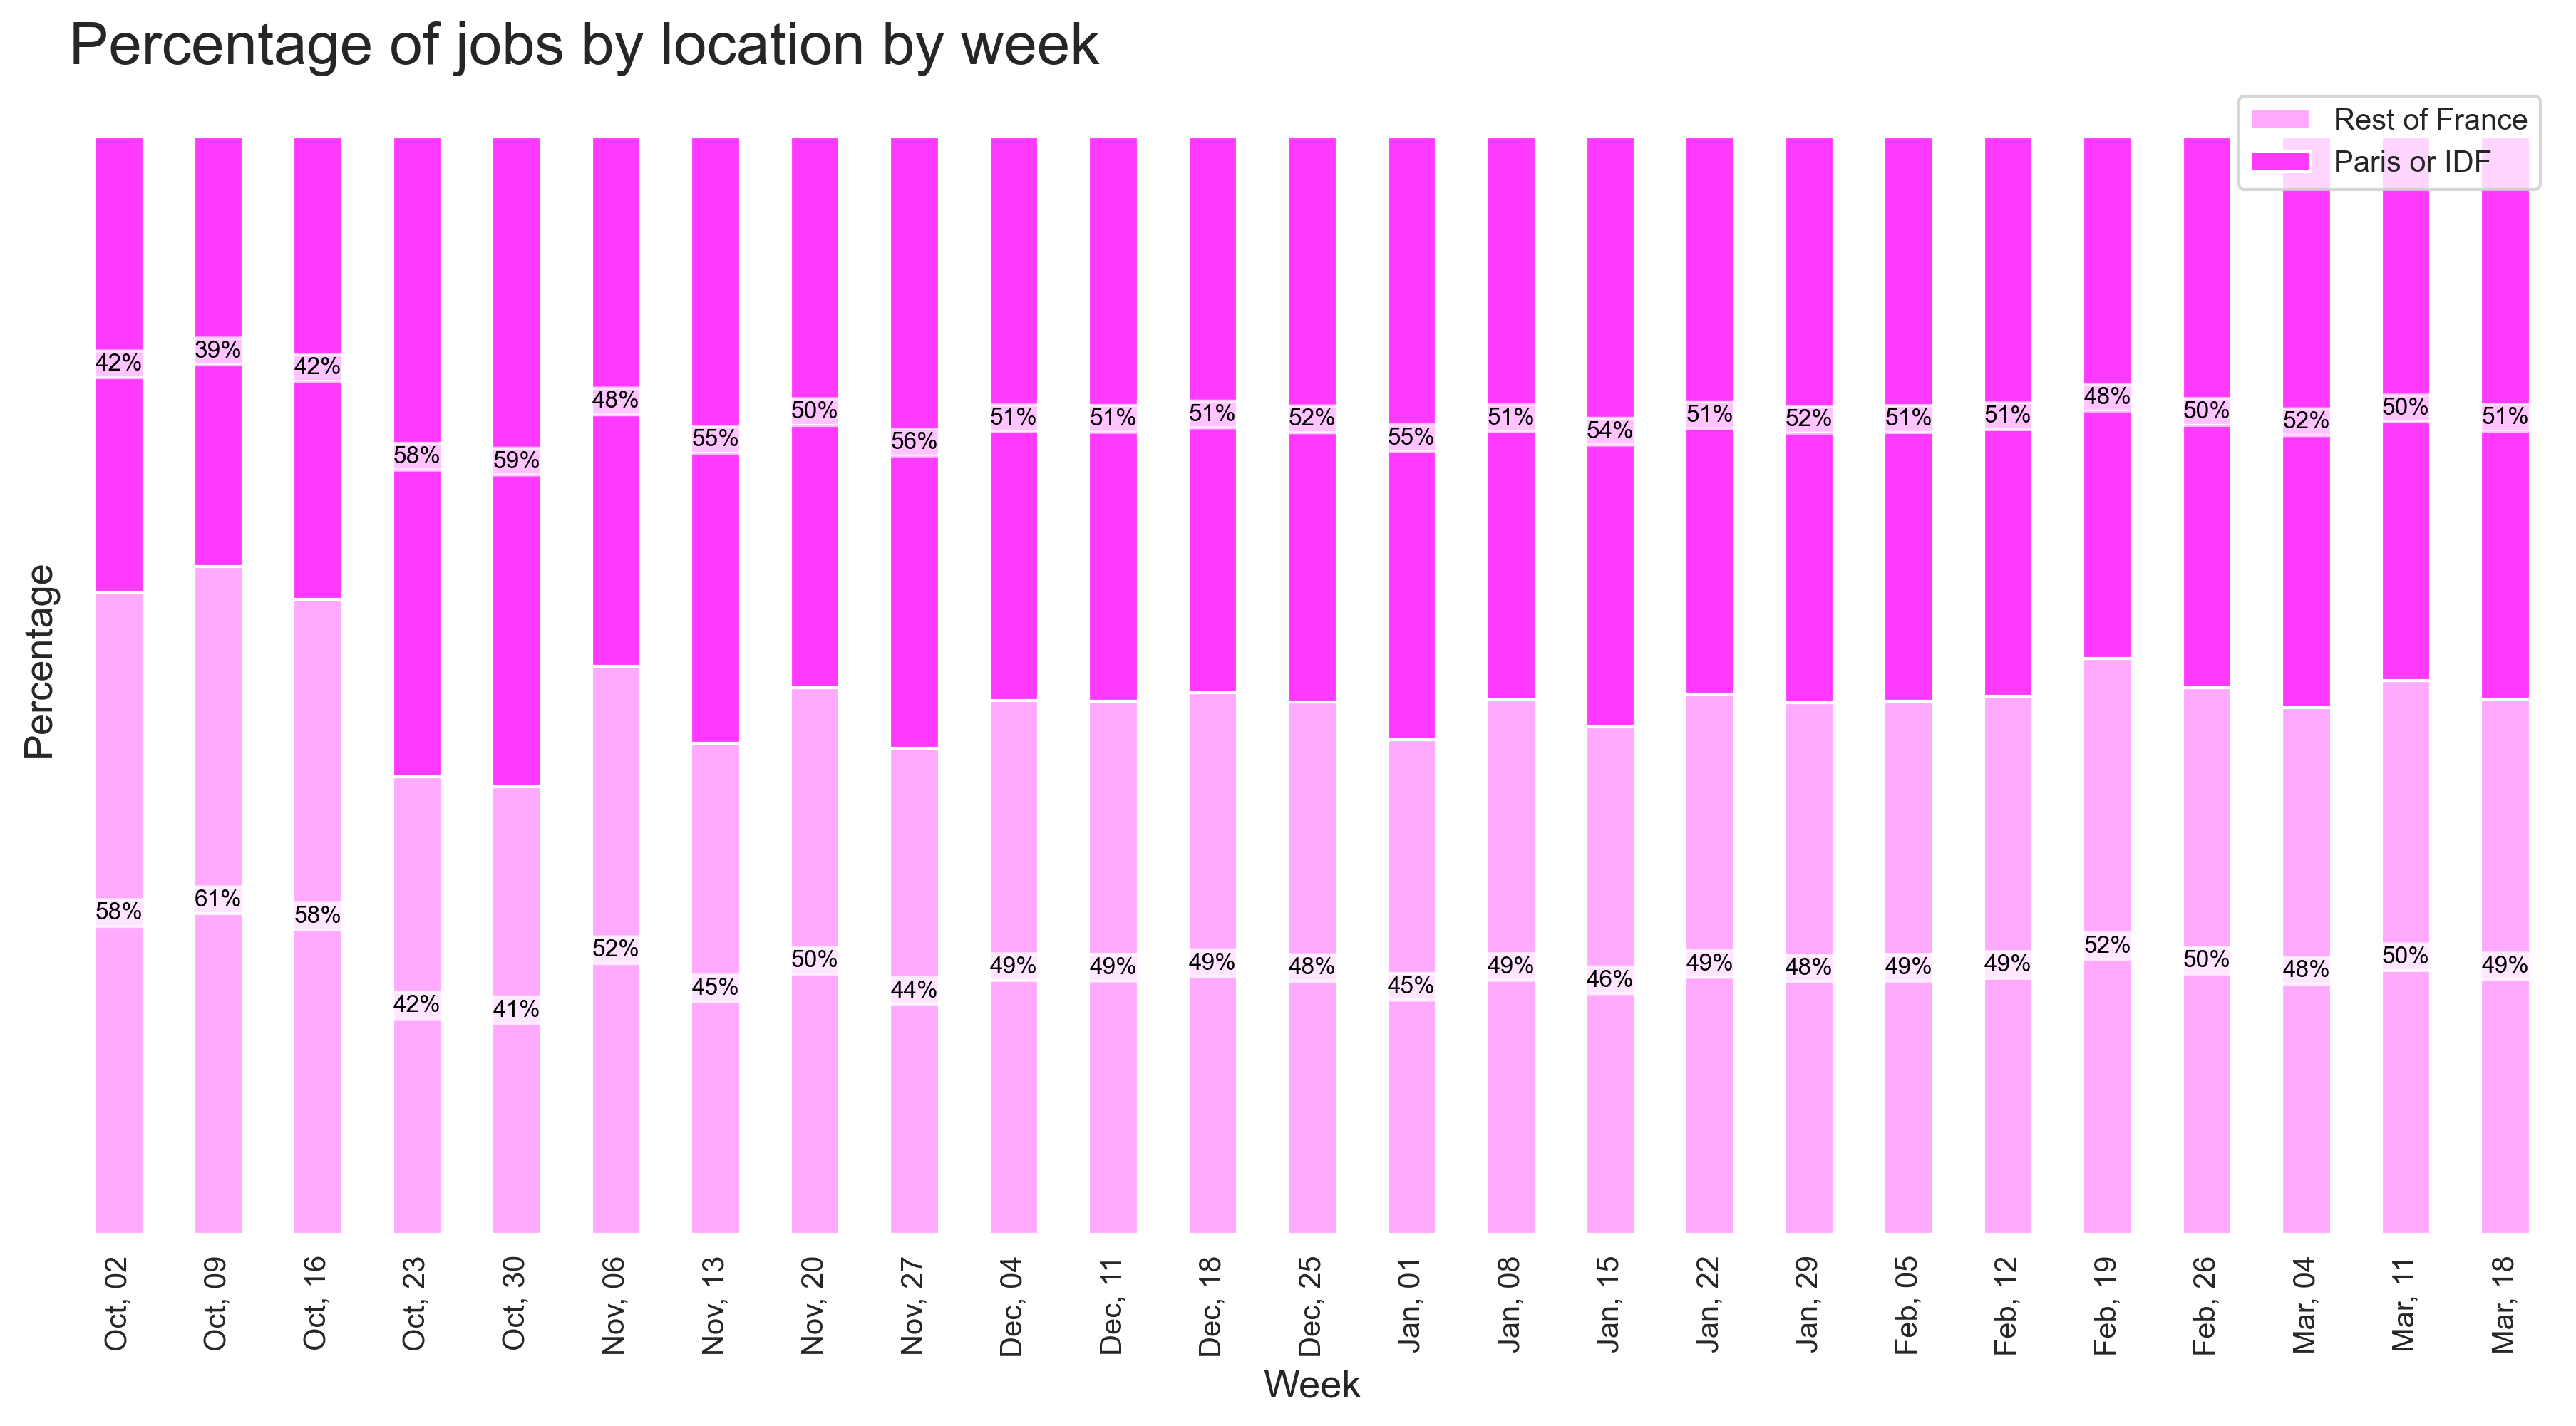 Percentage of jobs by location by week
Rest of France
Paris or IDF
Percentage
42% 39% 42% 58% 59% 48% 55% 50% 56% 51% 51% 51% 52% 55% 51% 54% 51% 52% 51% 51% 48% 50% 52% 50% 51%
58% 61% 58% 42% 41% 52% 45% 50% 44% 49% 49% 49% 48% 45% 49% 46% 49% 48% 49% 49% 52% 50% 48% 50% 49%
Oct, 02 Oct, 09 Oct, 16 Oct, 23 Oct, 30 Nov, 06 Nov, 13 Nov, 20 Nov, 27 Dec, 04 Dec, 11 Dec, 18 Dec, 25 Jan, 01 Jan, 08 Jan, 15 Jan, 22 Jan, 29 Feb, 05 Feb, 12 Feb, 19 Feb, 26 Mar, 04 Mar, 11 Mar, 18
Week